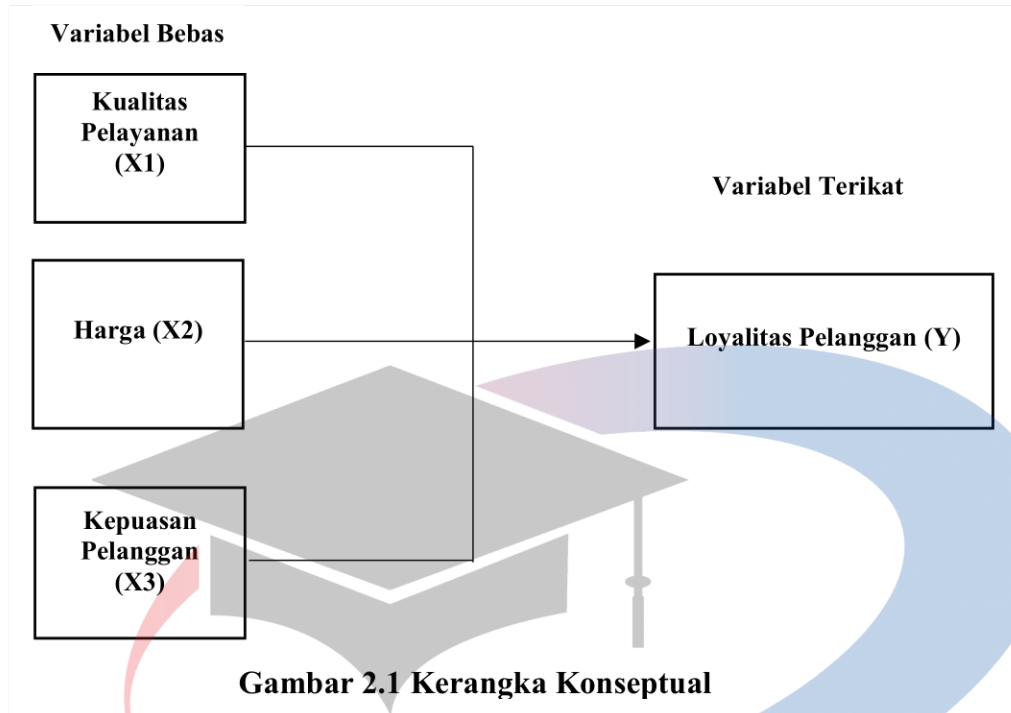 Variabel Bebas
Kualitas
Pelayanan
(X1)
Variabel Terikat
Harga (X2)
Loyalitas Pelanggan (Y)
Kepuasan
Pelanggan
(X3)
Gambar 2.1 Kerangka Konseptual